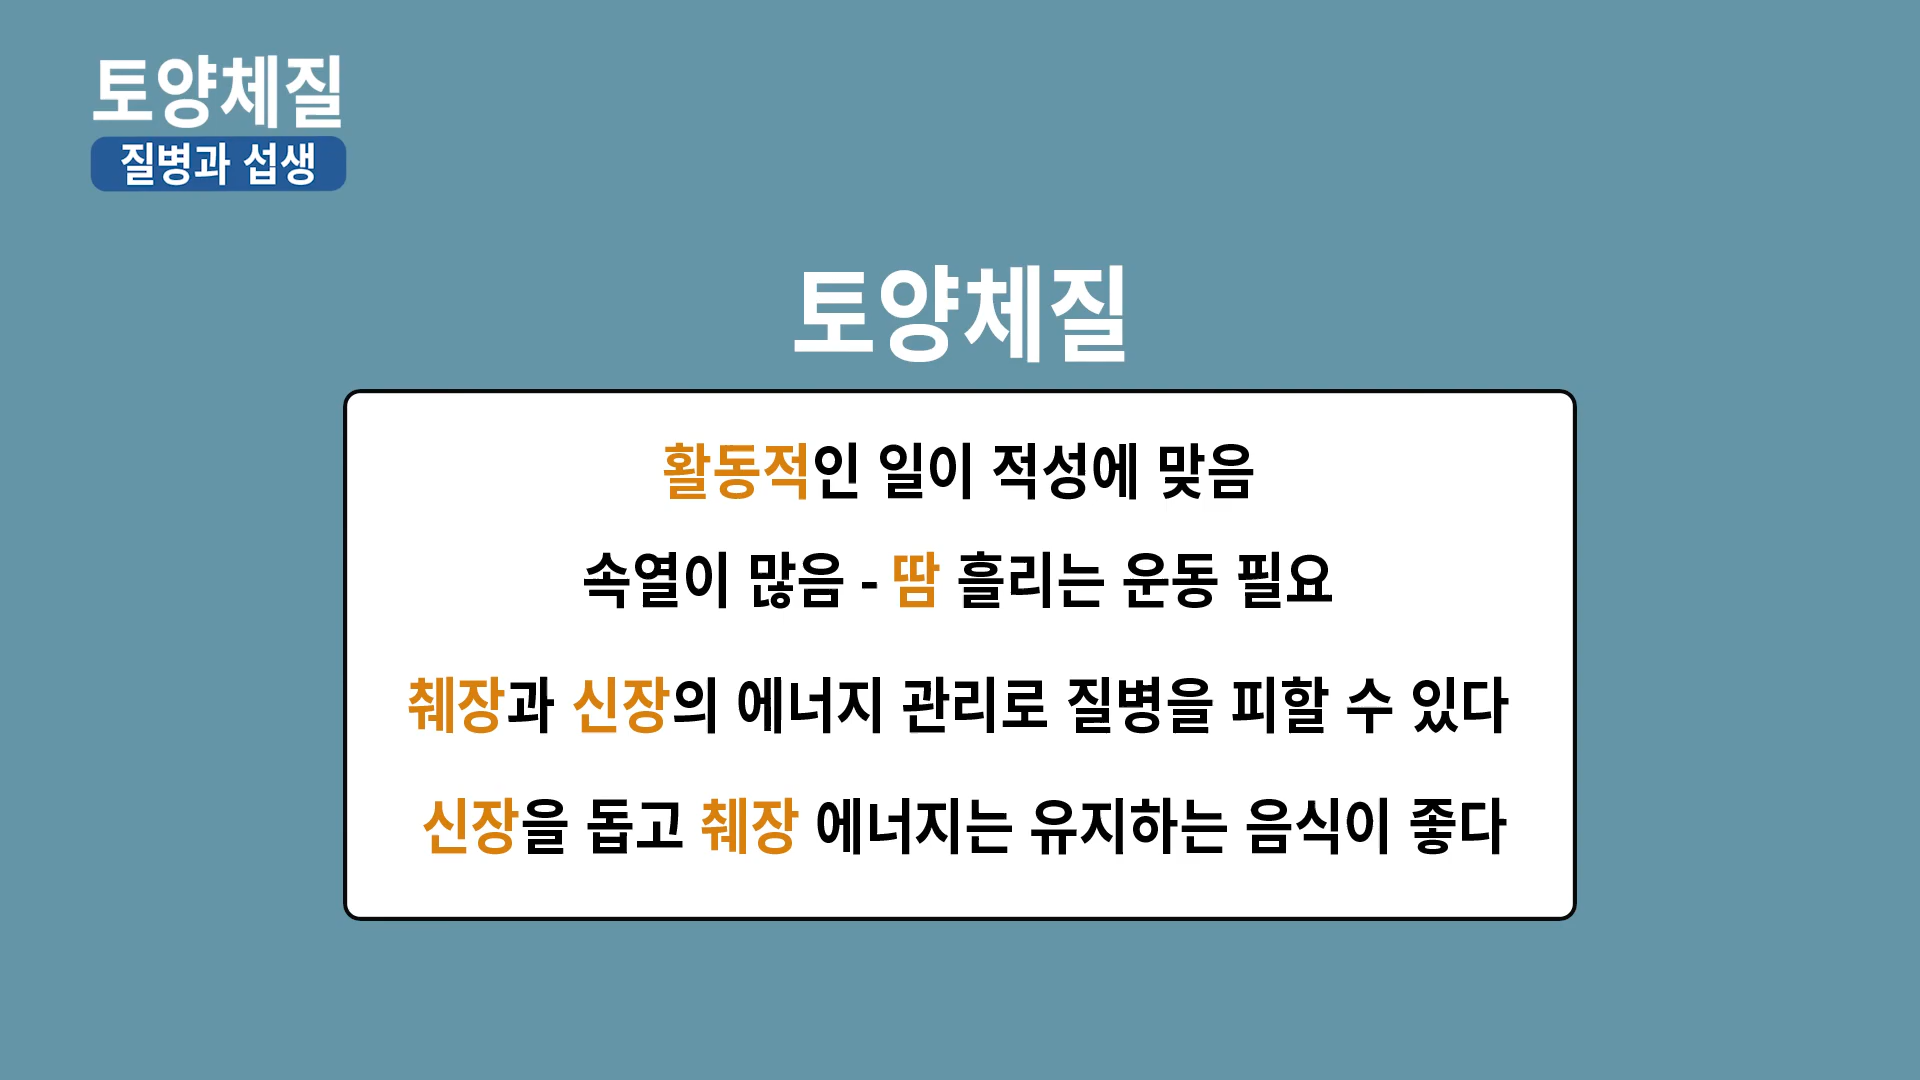 토양체질
질병과 섭생
토양체질
활동적인 일이 적성에 맞음
속열이 많음 - 땀 흘리는 운동 필요
췌장과 신장의 에너지 관리로 질병을 피할 수 있다
신장을 돕고 췌장 에너지는 유지하는 음식이 좋다